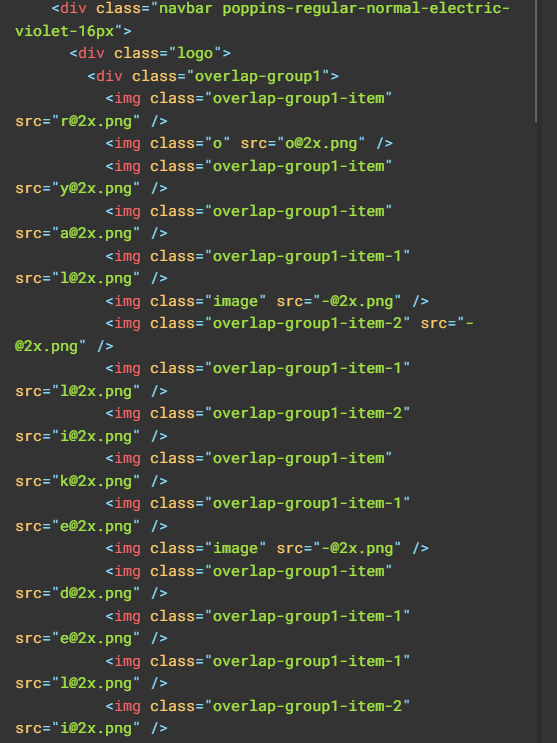 <div class="navbar poppins-regular-normal-electric-
violet-16px">
<div class="logo">
<div class="overlap-group1">
<img class="overlap-group1-item"
src="r@2x.png" />
<img class="o" src="o@2x.png" />
<img class="overlap-group1-item"
src="y@2x.png" />
<img class="overlap-group1-item"
src="a@2x.png" />
<img class="overlap-group1-item-1"
src="l@2x.png" />
<img class="image" src="-@2x.png" />
<img class="overlap-group1-item-2" src="-
@2x.png" />
<img class="overlap-group1-item-1"
src="l@2x.png" />
<img class="overlap-group1-item-2"
src="i@2x.png" />
<img class="overlap-group1-item"
src="k@2x.png" />
<img class="overlap-group1-item-1"
src="e@2x.png" />
<img class="image" src="-@2x.png" />
<img class="overlap-group1-item"
src="d@2x.png" />
<img class="overlap-group1-item-1"
src="e@2x.png" />
<img class="overlap-group1-item-1"
src="l@2x.png" />
<img class="overlap-group1-item-2"
src="i@2x.png" />